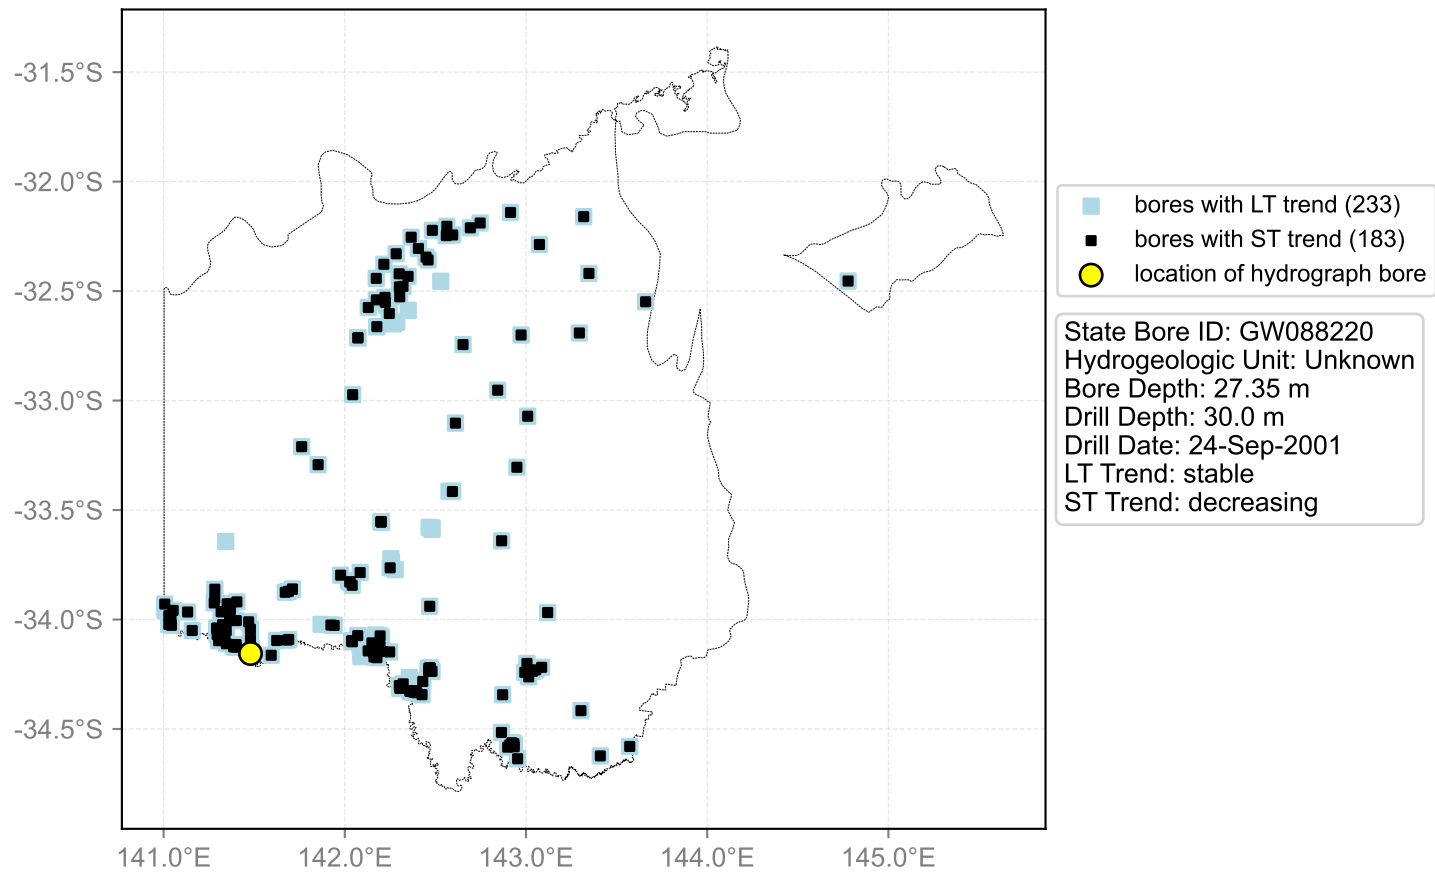 -31.5°S
-32.0°S
-32.5°S
-33.0°S
-33.5°S
-34.0°S
-34.5°S
141.0°E
142.0°E
143.0°E
144.0°E
145.0°E
bores with LT trend (233)
bores with ST trend (183)
location of hydrograph bore
State Bore ID: GW088220
Hydrogeologic Unit: Unknown
Bore Depth: 27.35 m
Drill Depth: 30.0 m
Drill Date: 24-Sep-2001
LT Trend: stable
ST Trend: decreasing